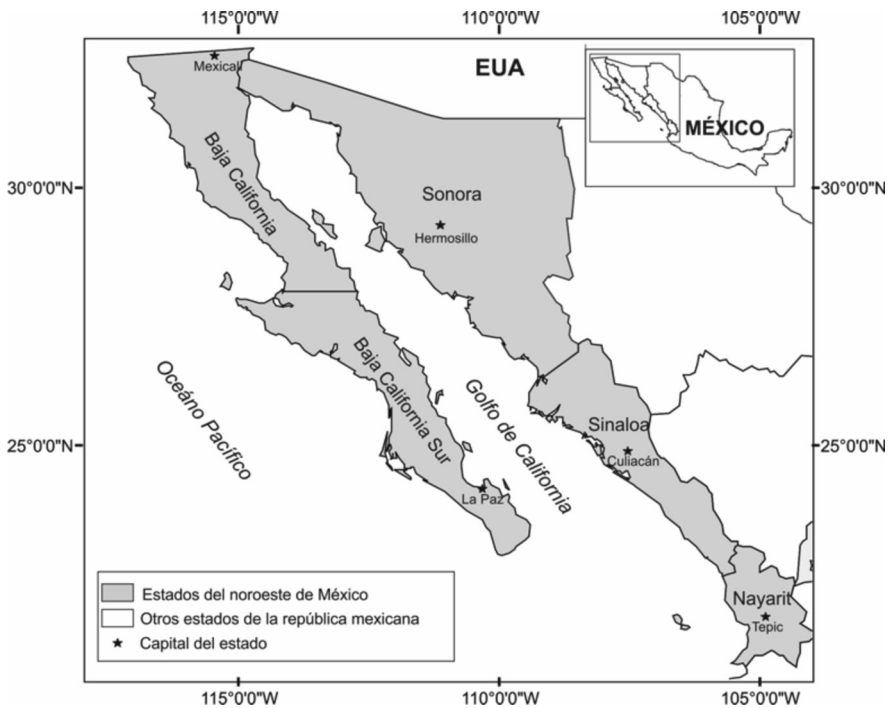 115°0'0"W 110°0'0"W 105°0'0"W
EUA
MÉXICO
Mexicali
Baja California
30°0'0"N 30°0'0"N
Sonora
Hermosillo
Oceáno Pacífico
Baja California Sur
Golfo de California
25°0'0"N 25°0'0"N
Sinaloa
Culiacán
La Paz
Nayarit
Tepic
Estados del noroeste de México
Otros estados de la república mexicana
Capital del estado
115°0'0"W 110°0'0"W 105°0'0"W